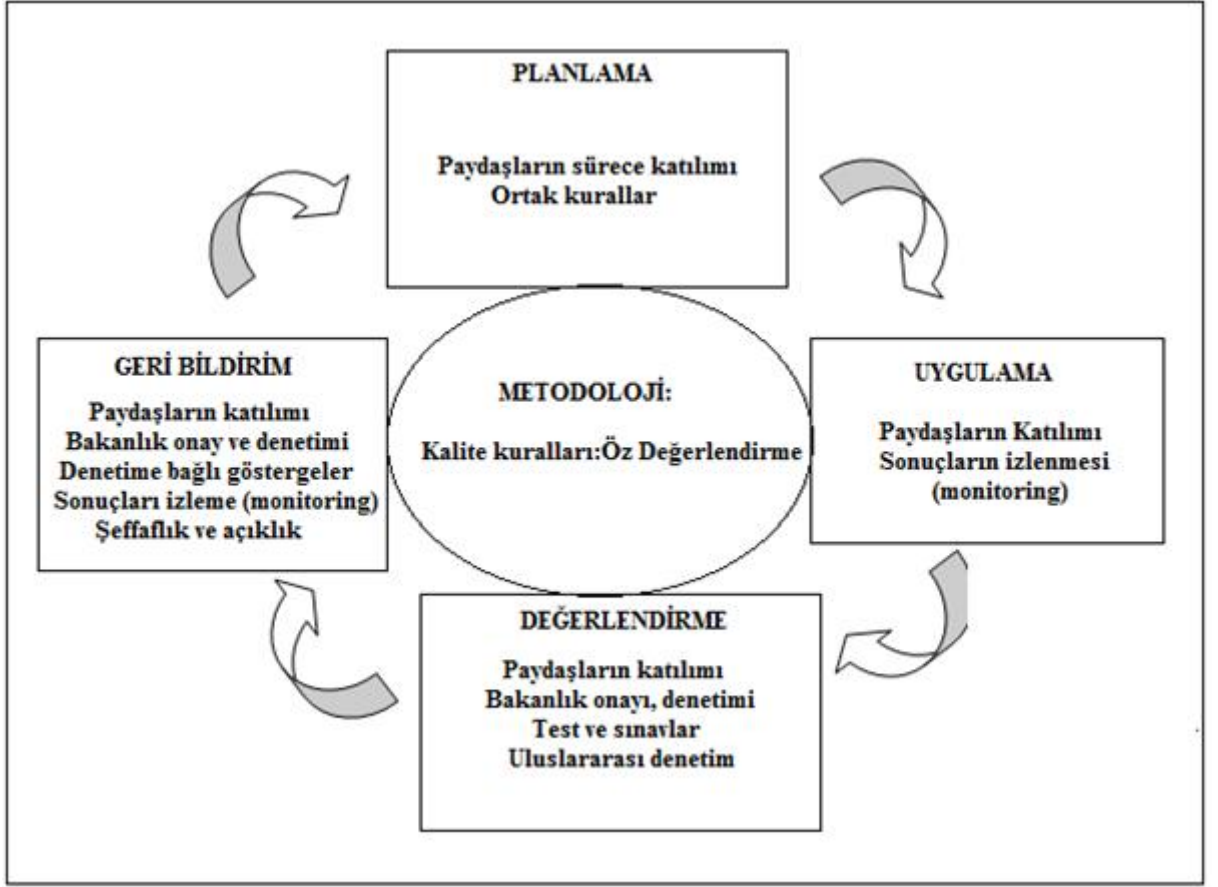 PLANLAMA
Paydaşların sürece katılımı
Ortak kurallar
GERİ BİLDİRİM
Paydaşların katılımı
Bakanlık onay ve denetimi
Denetime bağlı göstergeler
Sonuçları izleme (monitoring)
Şeffaflık ve açıklık
METODOLOJİ:
Kalite kuralları:Öz Değerlendirme
UYGULAMA
Paydaşların Katılımı
Sonuçların izlenmesi
(monitoring)
DEĞERLENDİRME
Paydaşların katılımı
Bakanlık onayı, denetimi
Test ve sınavlar
Uluslararası denetim